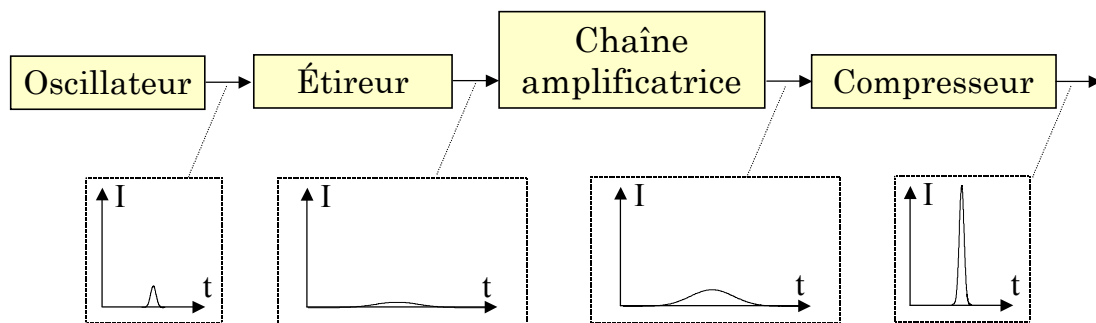 Oscillateur
Étireur
Chaîne
amplificatrice
Compresseur
I
t
I
t
I
t
I
t